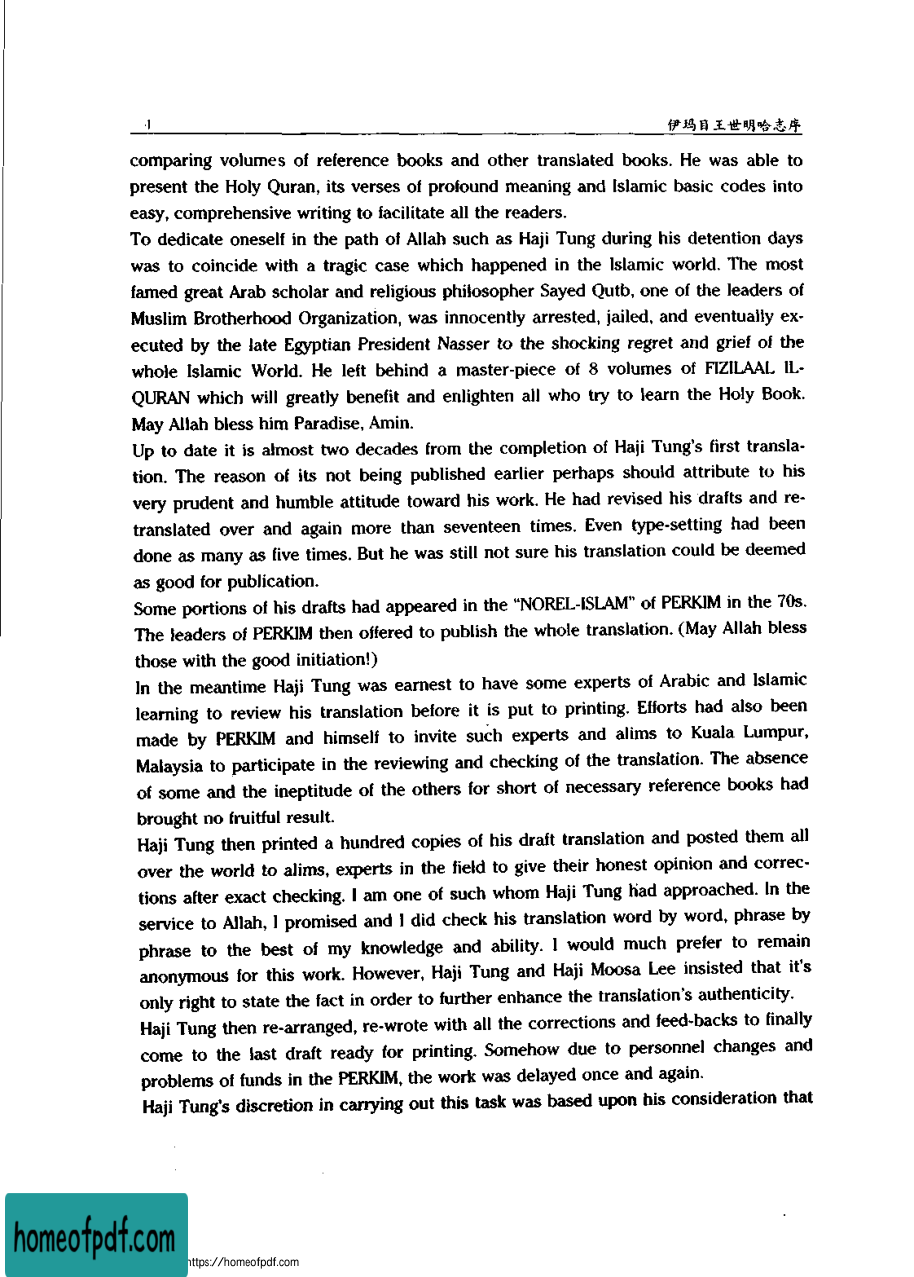 ·1 伊玛目王世明哈志序
comparing volumes of reference books and other translated books. He was able to
present the Holy Quran, its verses of profound meaning and Islamic basic codes into
easy, comprehensive writing to facilitate all the readers.
To dedicate oneself in the path of Allah such as Haji Tung during his detention days
was to coincide with a tragic case which happened in the Islamic world. The most
famed great Arab scholar and religious philosopher Sayed Qutb, one of the leaders of
Muslim Brotherhood Organization, was innocently arrested, jailed, and eventually ex-
ecuted by the late Egyptian President Nasser to the shocking regret and grief of the
whole Islamic World. He left behind a master-piece of 8 volumes of FIZILAAL IL-
QURAN which will greatly benefit and enlighten all who try to learn the Holy Book.
May Allah bless him Paradise, Amin.
Up to date it is almost two decades from the completion of Haji Tung's first transla-
tion. The reason of its not being published earlier perhaps should attribute to his
very prudent and humble attitude toward his work. He had revised his drafts and re-
translated over and again more than seventeen times. Even type-setting had been
done as many as five times. But he was still not sure his translation could be deemed
as good for publication.
Some portions of his drafts had appeared in the “NOREL-ISLAM” of PERKIM in the 70s.
The leaders of PERKIM then offered to publish the whole translation. (May Allah bless
those with the good initiation!)
In the meantime Haji Tung was earnest to have some experts of Arabic and Islamic
learning to review his translation before it is put to printing. Efforts had also been
made by PERKIM and himself to invite such experts and alims to Kuala Lumpur,
Malaysia to participate in the reviewing and checking of the translation. The absence
of some and the ineptitude of the others for short of necessary reference books had
brought no fruitful result.
Haji Tung then printed a hundred copies of his draft translation and posted them all
over the world to alims, experts in the field to give their honest opinion and correc-
tions after exact checking. I am one of such whom Haji Tung had approached. In the
service to Allah, I promised and I did check his translation word by word, phrase by
phrase to the best of my knowledge and ability. I would much prefer to remain
anonymous for this work. However, Haji Tung and Haji Moosa Lee insisted that it's
only right to state the fact in order to further enhance the translation's authenticity.
Haji Tung then re-arranged, re-wrote with all the corrections and feed-backs to finally
come to the last draft ready for printing. Somehow due to personnel changes and
problems of funds in the PERKIM, the work was delayed once and again.
Haji Tung's discretion in carrying out this task was based upon his consideration that
homeofpdf.com
https://homeofpdf.com